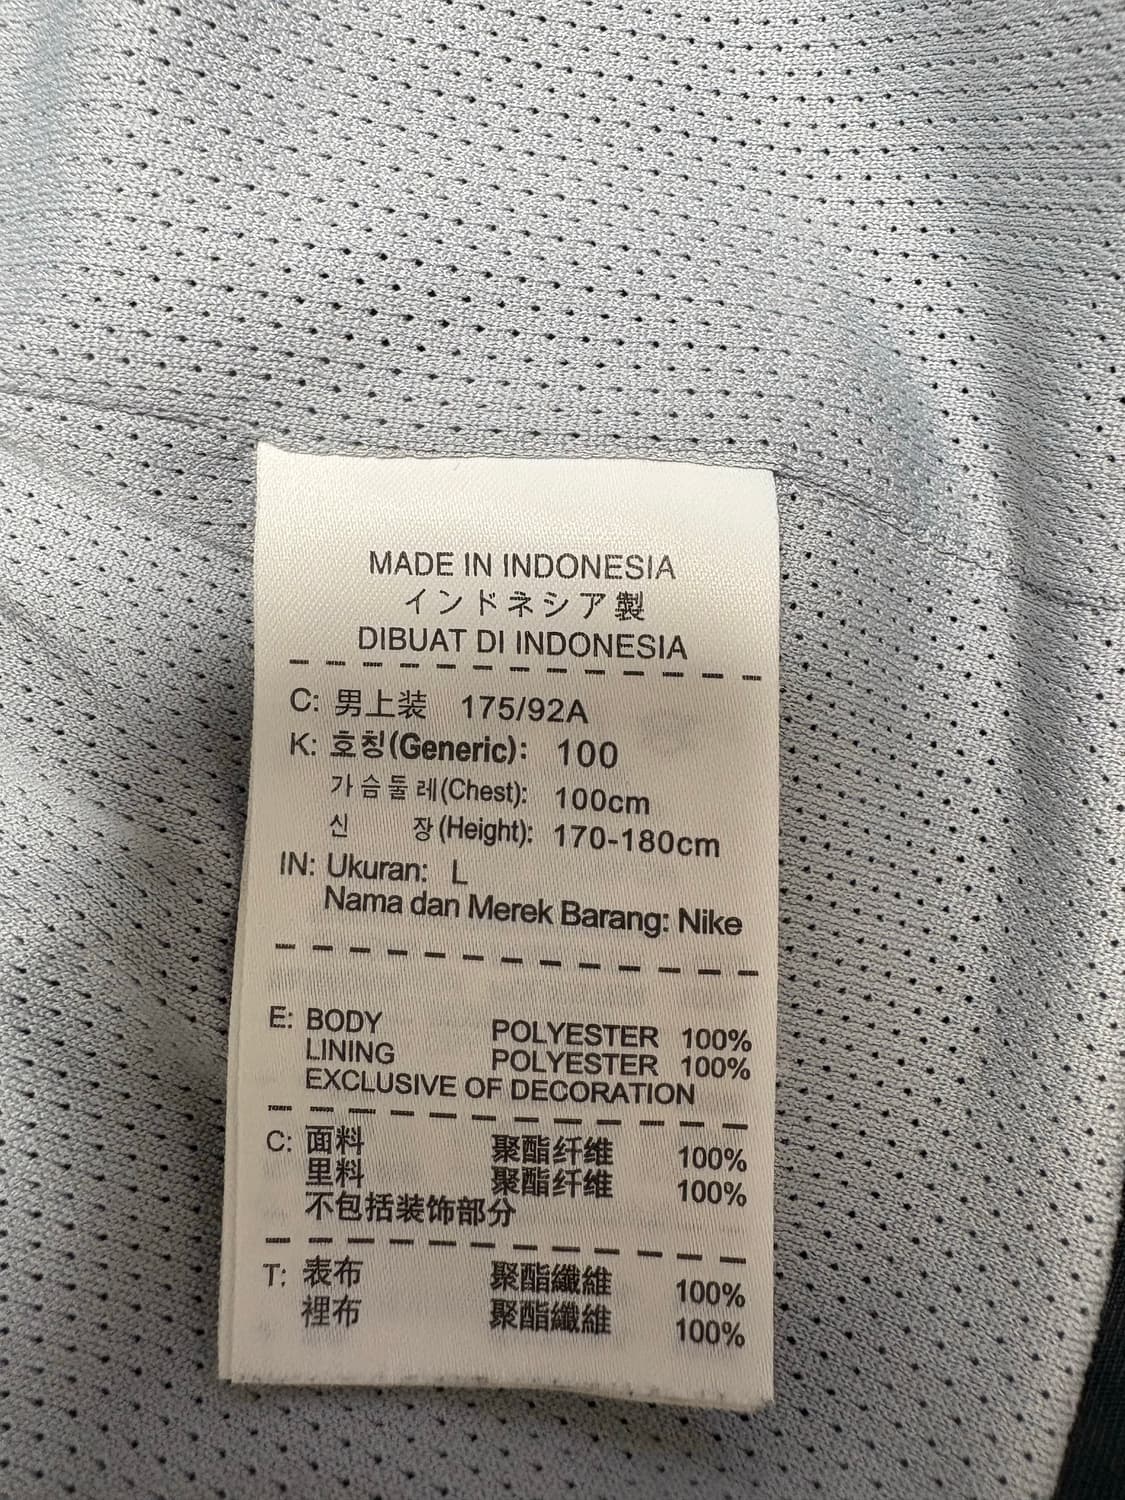 MADE IN INDONESIA
インドネシア製
DIBUAT DI INDONESIA
C: 男上装 175/92A
K: 호칭(Generic): 100
가슴둘레(Chest): 100cm
신 장(Height): 170-180cm
IN: Ukuran: L
Nama dan Merek Barang: Nike
E: BODY POLYESTER 100%
LINING POLYESTER 100%
EXCLUSIVE OF DECORATION
C: 面料 聚酯纤维 100%
里料 聚酯纤维 100%
不包括装饰部分
T: 表布 聚酯纖維 100%
裡布 聚酯纖維 100%